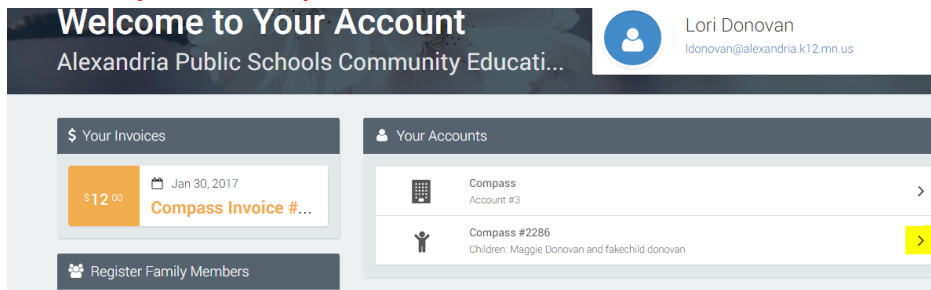 Welcome to Your Account
Alexandria Public Schools Community Educati...
Lori Donovan
ldonovan@alexandria.k12.mn.us
$ Your Invoices
$12 00
Jan 30, 2017
Compass Invoice #...
Register Family Members
Your Accounts
Compass
Account #3
Compass #2286
Children: Maggie Donovan and fakechild donovan